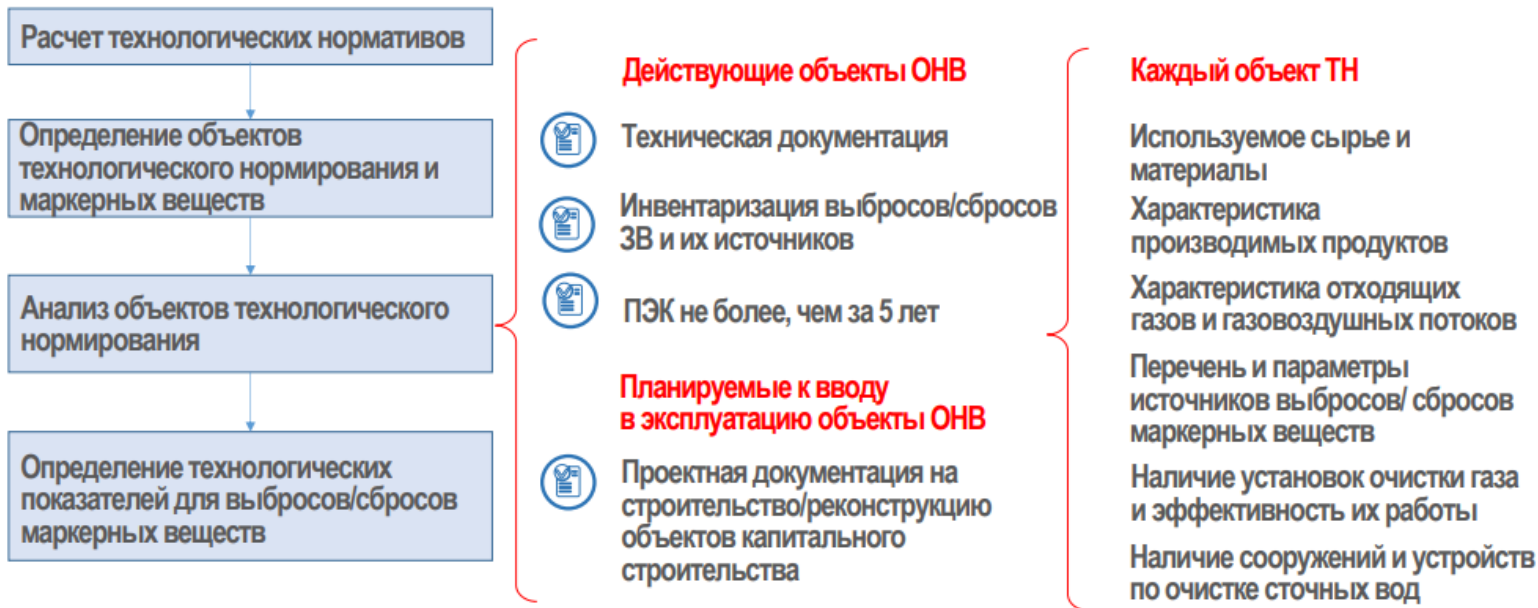 Расчет технологических нормативов
Определение объектов
технологического нормирования и
маркерных веществ
Анализ объектов технологического
нормирования
Определение технологических
показателей для выбросов/сбросов
маркерных веществ
Действующие объекты ОНВ
Техническая документация
Инвентаризация выбросов/сбросов
ЗВ и их источников
ПЭК не более, чем за 5 лет
Планируемые к вводу
в эксплуатацию объекты ОНВ
Проектная документация на
строительство/реконструкцию
объектов капитального
строительства
Каждый объект ТН
Используемое сырье и
материалы
Характеристика
производимых продуктов
Характеристика отходящих
газов и газовоздушных потоков
Перечень и параметры
источников выбросов/ сбросов
маркерных веществ
Наличие установок очистки газа
и эффективность их работы
Наличие сооружений и устройств
по очистке сточных вод